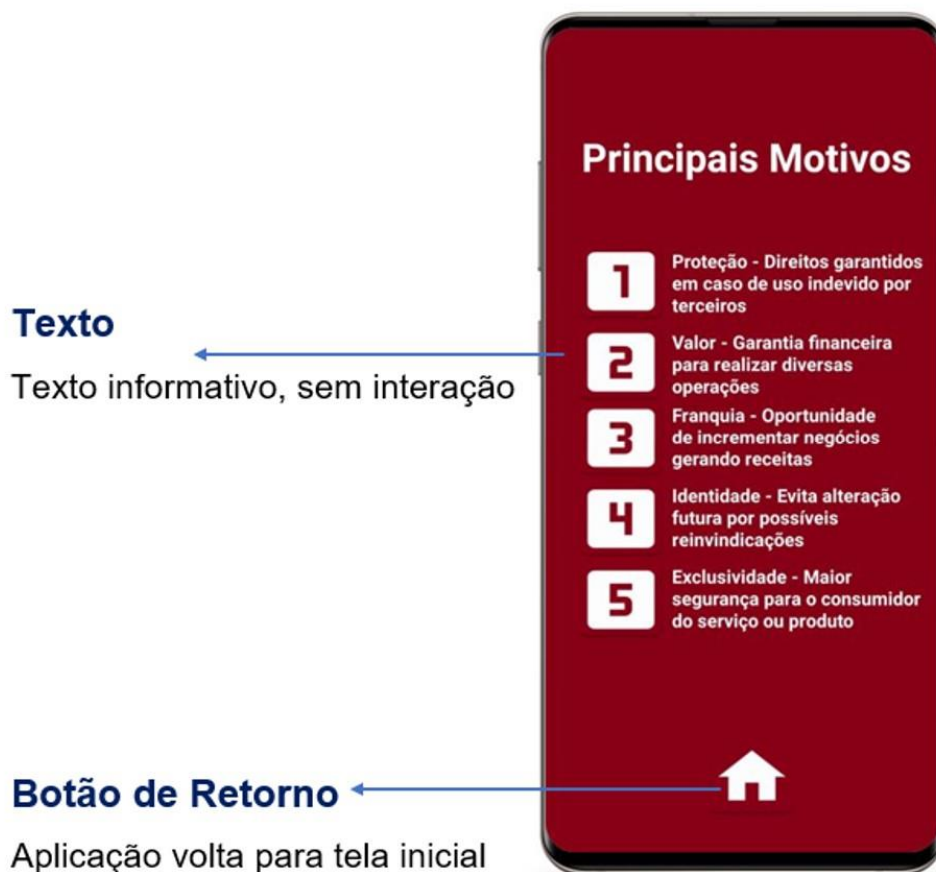 Principais Motivos
1
Proteção - Direitos garantidos
em caso de uso indevido por
terceiros
2
Valor - Garantia financeira
para realizar diversas
operações
3
Franquia - Oportunidade
de incrementar negócios
gerando receitas
4
Identidade - Evita alteração
futura por possíveis
reinvindicações
5
Exclusividade - Maior
segurança para o consumidor
do serviço ou produto
Texto
Texto informativo, sem interação
Botão de Retorno
Aplicação volta para tela inicial